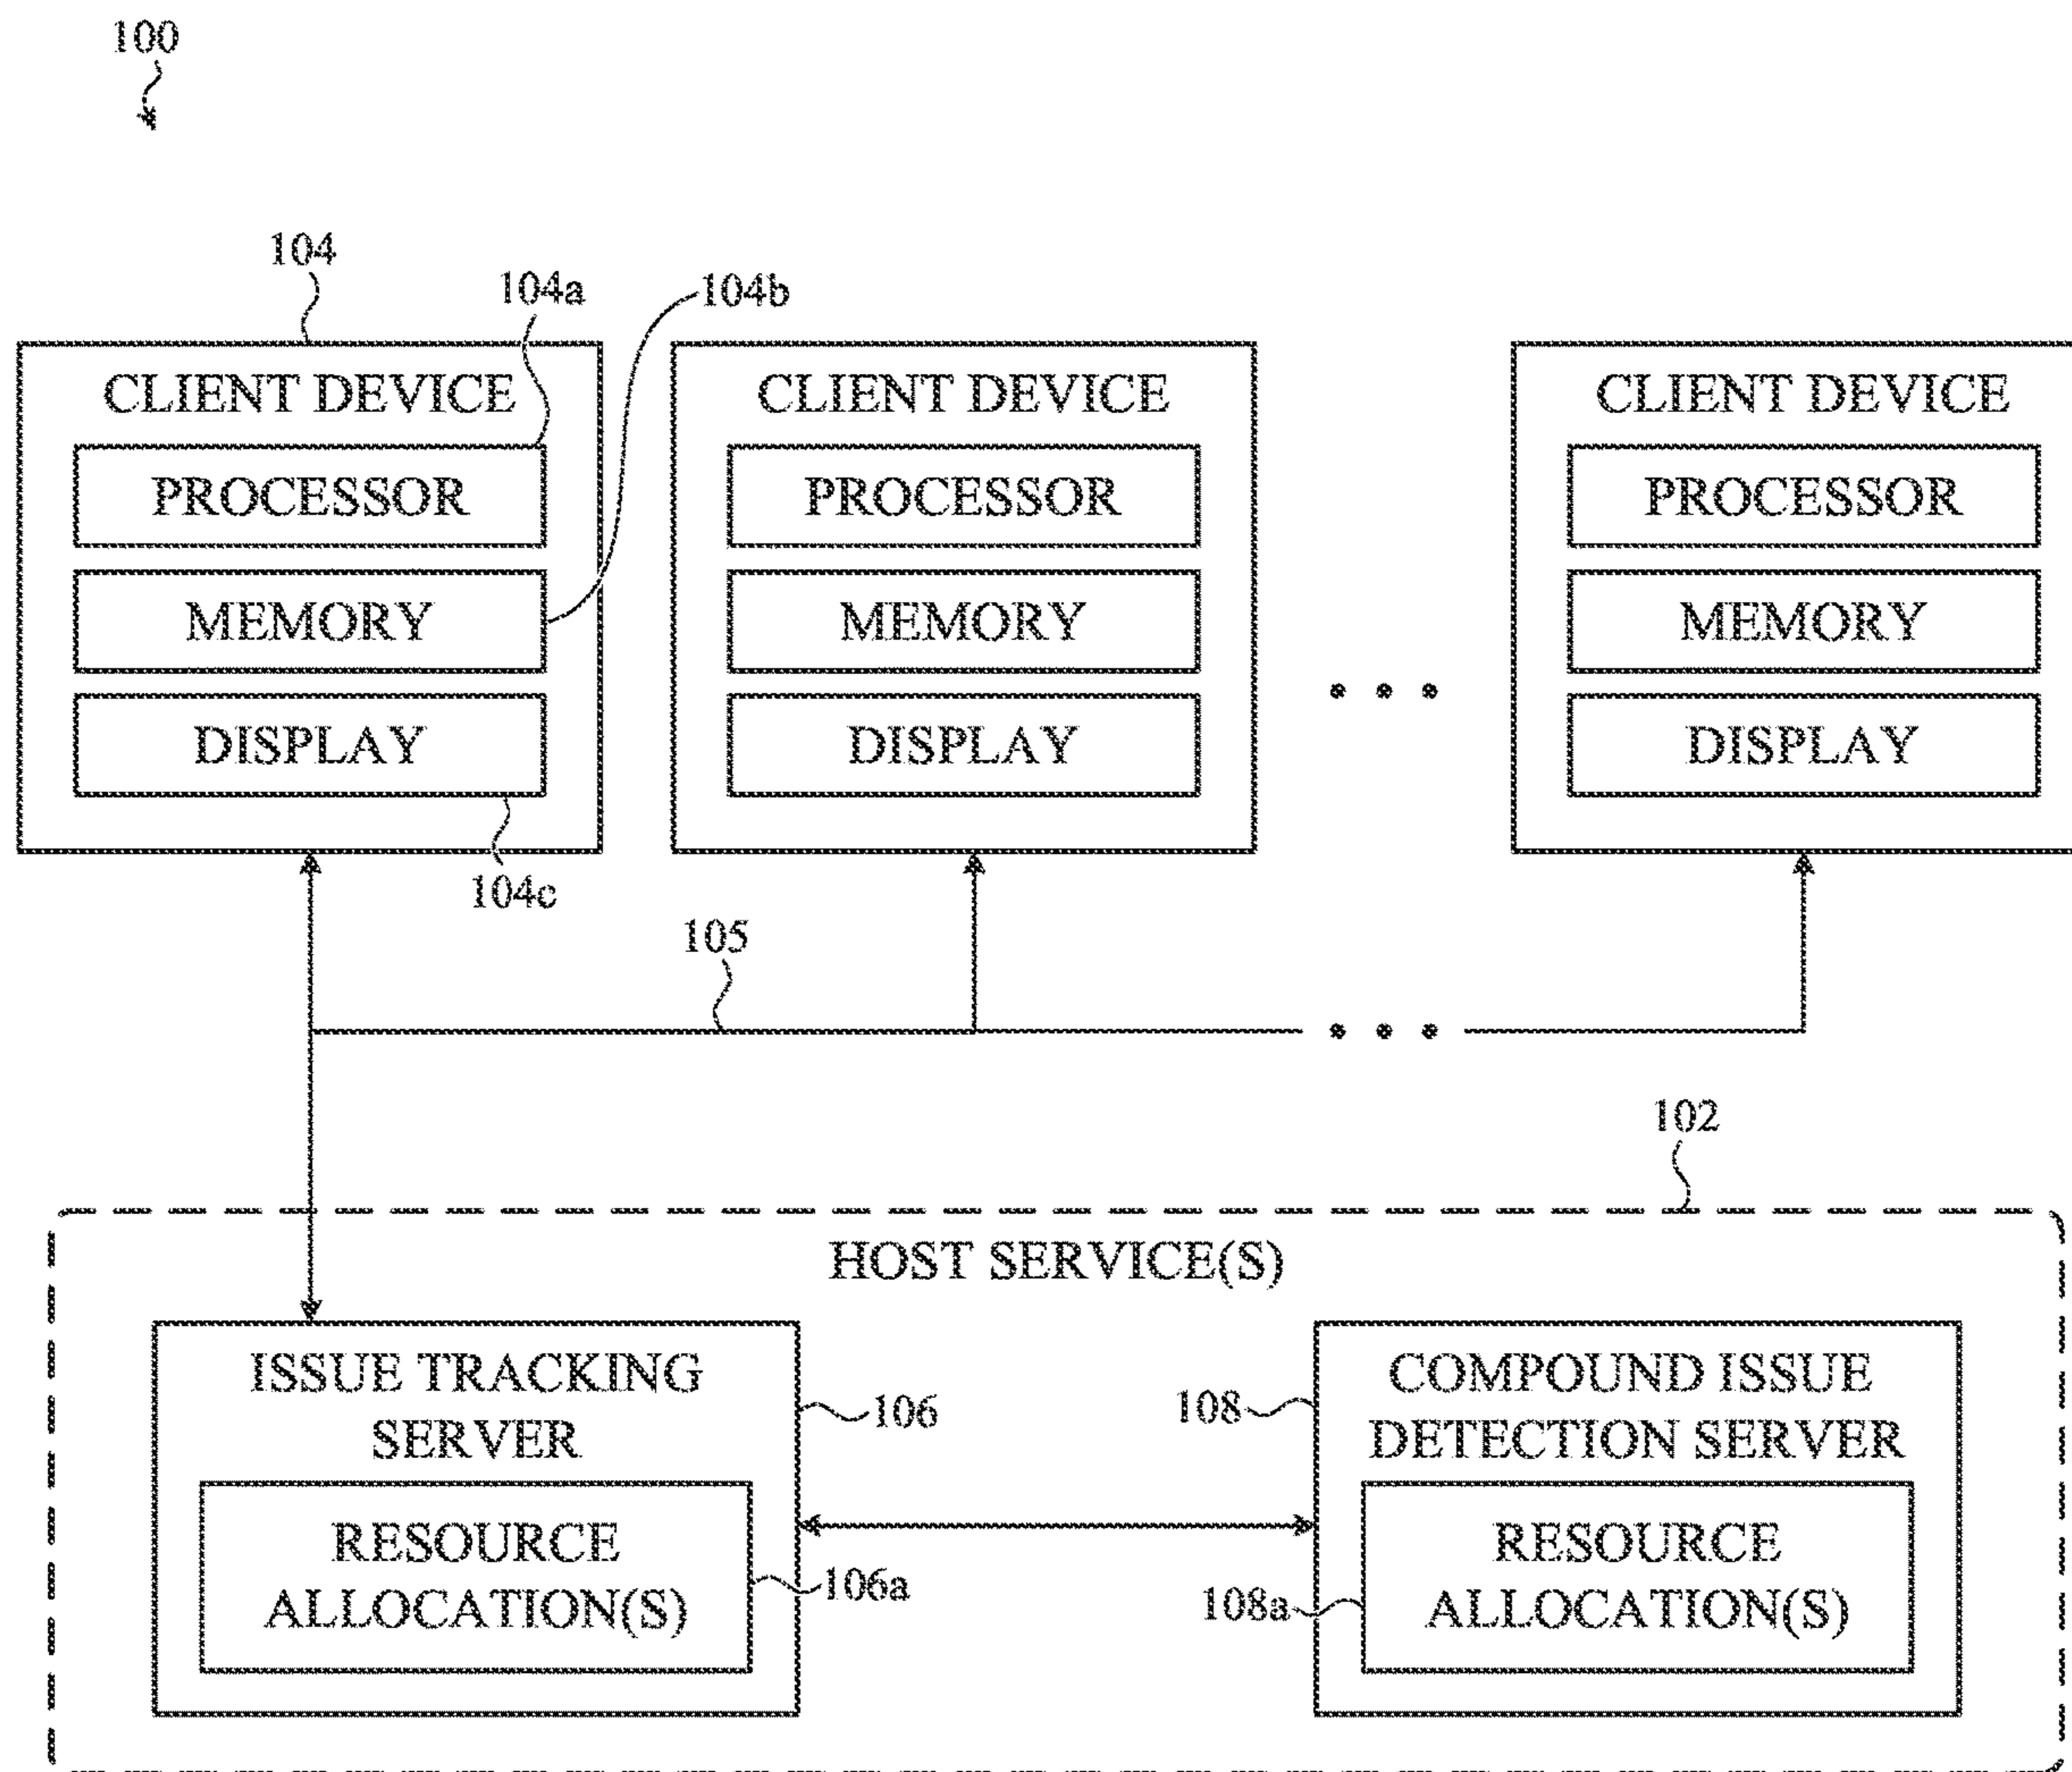 100
104
104a
104b
CLIENT DEVICE
PROCESSOR
MEMORY
DISPLAY
104c
CLIENT DEVICE
PROCESSOR
MEMORY
DISPLAY
CLIENT DEVICE
PROCESSOR
MEMORY
DISPLAY
105
102
HOST SERVICE(S)
ISSUE TRACKING
SERVER
106
RESOURCE
ALLOCATION(S)
106a
108
COMPOUND ISSUE
DETECTION SERVER
108a
RESOURCE
ALLOCATION(S)